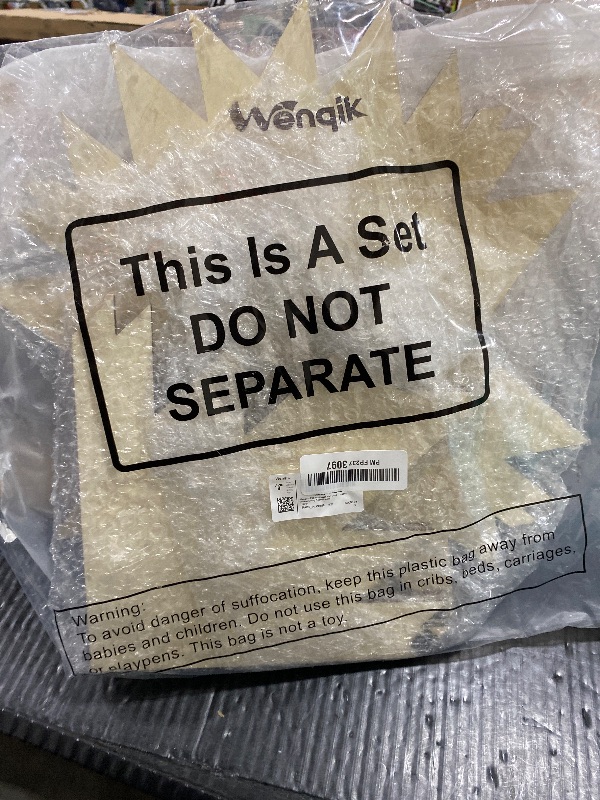 Wenqik
This Is A Set
DO NOT
SEPARATE
Warning:
To avoid danger of suffocation, keep this plastic bag away from
babies and children. Do not use this bag in cribs, beds, carriages,
or playpens. This bag is not a toy.